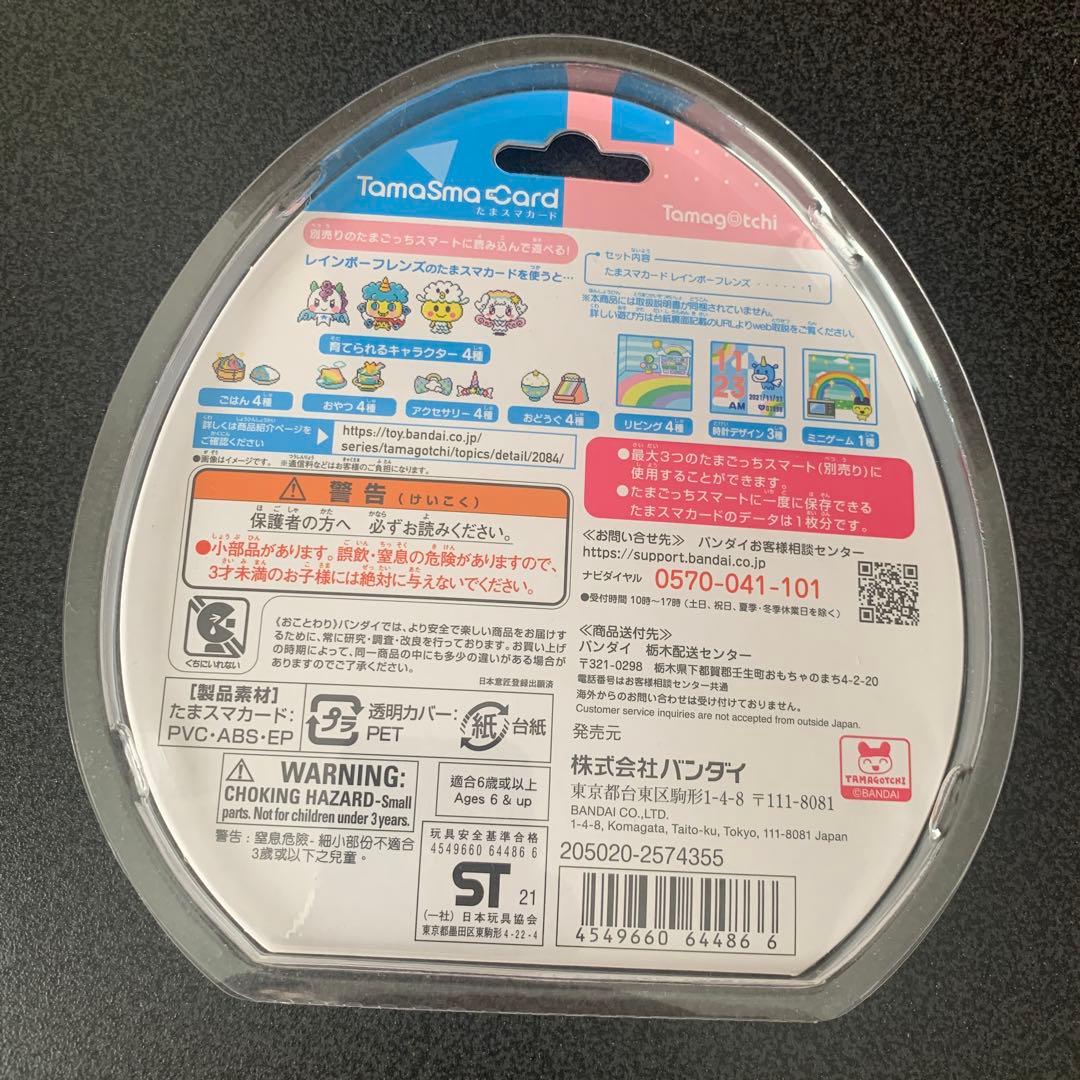 TamaSma Card
たまスマカード
Tamagotchi
別売りのたまごっちスマートに読み込んで遊べる!
レインボーフレンズのたまスマカードを使うと…
育てられるキャラクター 4種
ごはん 4種
おやつ 4種
アクセサリー 4種
おどうぐ 4種
詳しくは商品紹介ページを
ご確認ください
https://toy.bandai.co.jp/
series/tamagotchi/topics/detail/2084/
●画像はイメージです。 ※通信料などはお客様のご負担になります。
セット内容
たまスマカード レインボーフレンズ ・・・・・・1
※本商品には取扱説明書が同梱されていません。
詳しい遊び方は台紙裏面記載のURLよりweb取説をご覧ください。
11
23
AM
2021/11/23
リビング 4種
時計デザイン 3種
ミニゲーム 1種
●最大3つのたまごっちスマート(別売り)に
使用することができます。
●たまごっちスマートに一度に保存できる
たまスマカードのデータは1枚分です。
警告(けいこく)
保護者の方へ 必ずお読みください。
●小部品があります。誤飲・窒息の危険がありますので、
3才未満のお子様には絶対に与えないでください。
くちにいれない
〈おことわり〉バンダイでは、より安全で楽しい商品をお届けす
るために、常に研究・調査・改良を行っております。お買い上げ
の時期によって、同一商品の中にも多少の違いがある場合が
ありますのでご了承ください。
日本意匠登録出願済
≪お問い合せ先≫ バンダイお客様相談センター
https://support.bandai.co.jp
ナビダイヤル 0570-041-101
●受付時間 10時~17時(土日、祝日、夏季・冬季休業日を除く)
≪商品送付先≫
バンダイ 栃木配送センター
〒321-0298 栃木県下都賀郡壬生町おもちゃのまち4-2-20
電話番号はお客様相談センター共通
海外からのお問い合わせは受け付けておりません。
Customer service inquiries are not accepted from outside Japan.
発売元
株式会社バンダイ
東京都台東区駒形1-4-8 〒111-8081
BANDAI CO.,LTD.
1-4-8, Komagata, Taito-ku, Tokyo, 111-8081 Japan
TAMAGOTCHI
©BANDAI
[製品素材]
たまスマカード:
PVC・ABS・EP
プラ
透明カバー:
PET
紙
台紙
WARNING:
CHOKING HAZARD-Small
parts. Not for children under 3 years.
警告:窒息危險-細小部份不適合
3歲或以下之兒童。
適合6歳或以上
Ages 6 & up
玩具安全基準合格
4549660 64486 6
ST 21
(一社) 日本玩具協会
東京都墨田区東駒形4-22-4
205020-2574355
4549660 644866